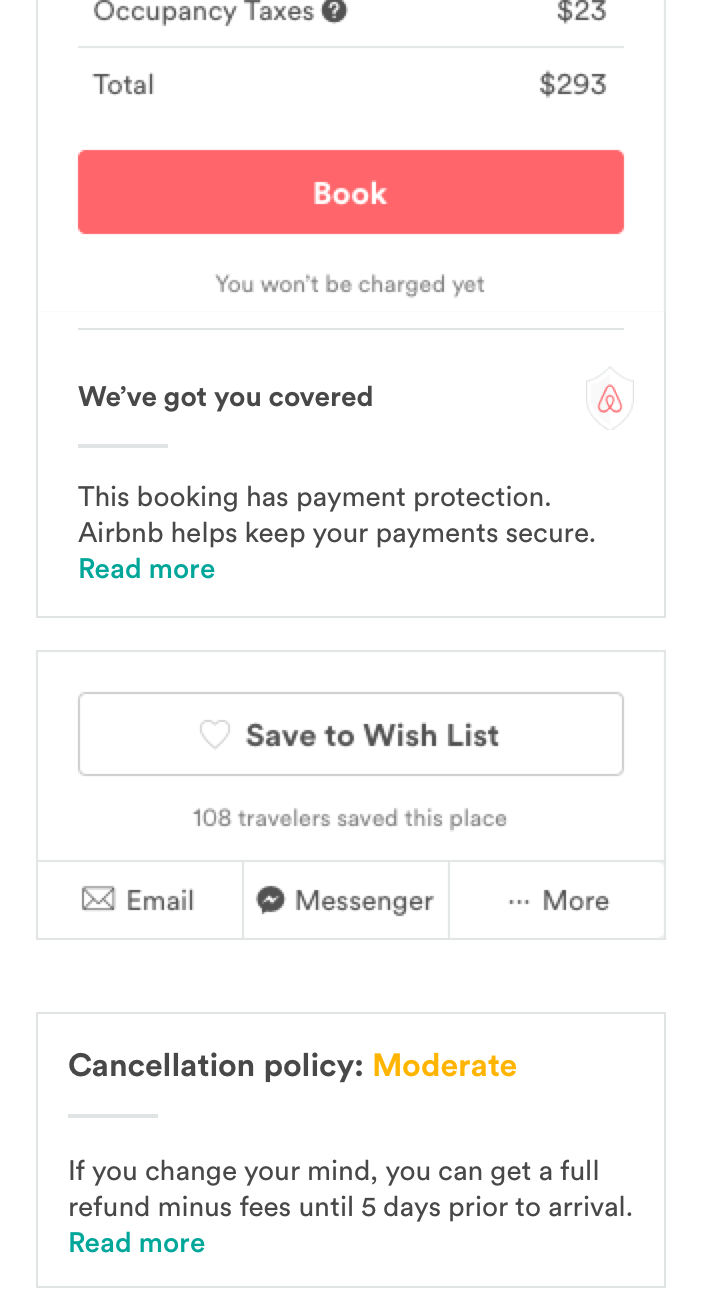 Occupancy Taxes ? $23
Total $293
Book
You won’t be charged yet
We’ve got you covered
This booking has payment protection.
Airbnb helps keep your payments secure.
Read more
Save to Wish List
108 travelers saved this place
Email Messenger ··· More
Cancellation policy: Moderate
If you change your mind, you can get a full
refund minus fees until 5 days prior to arrival.
Read more